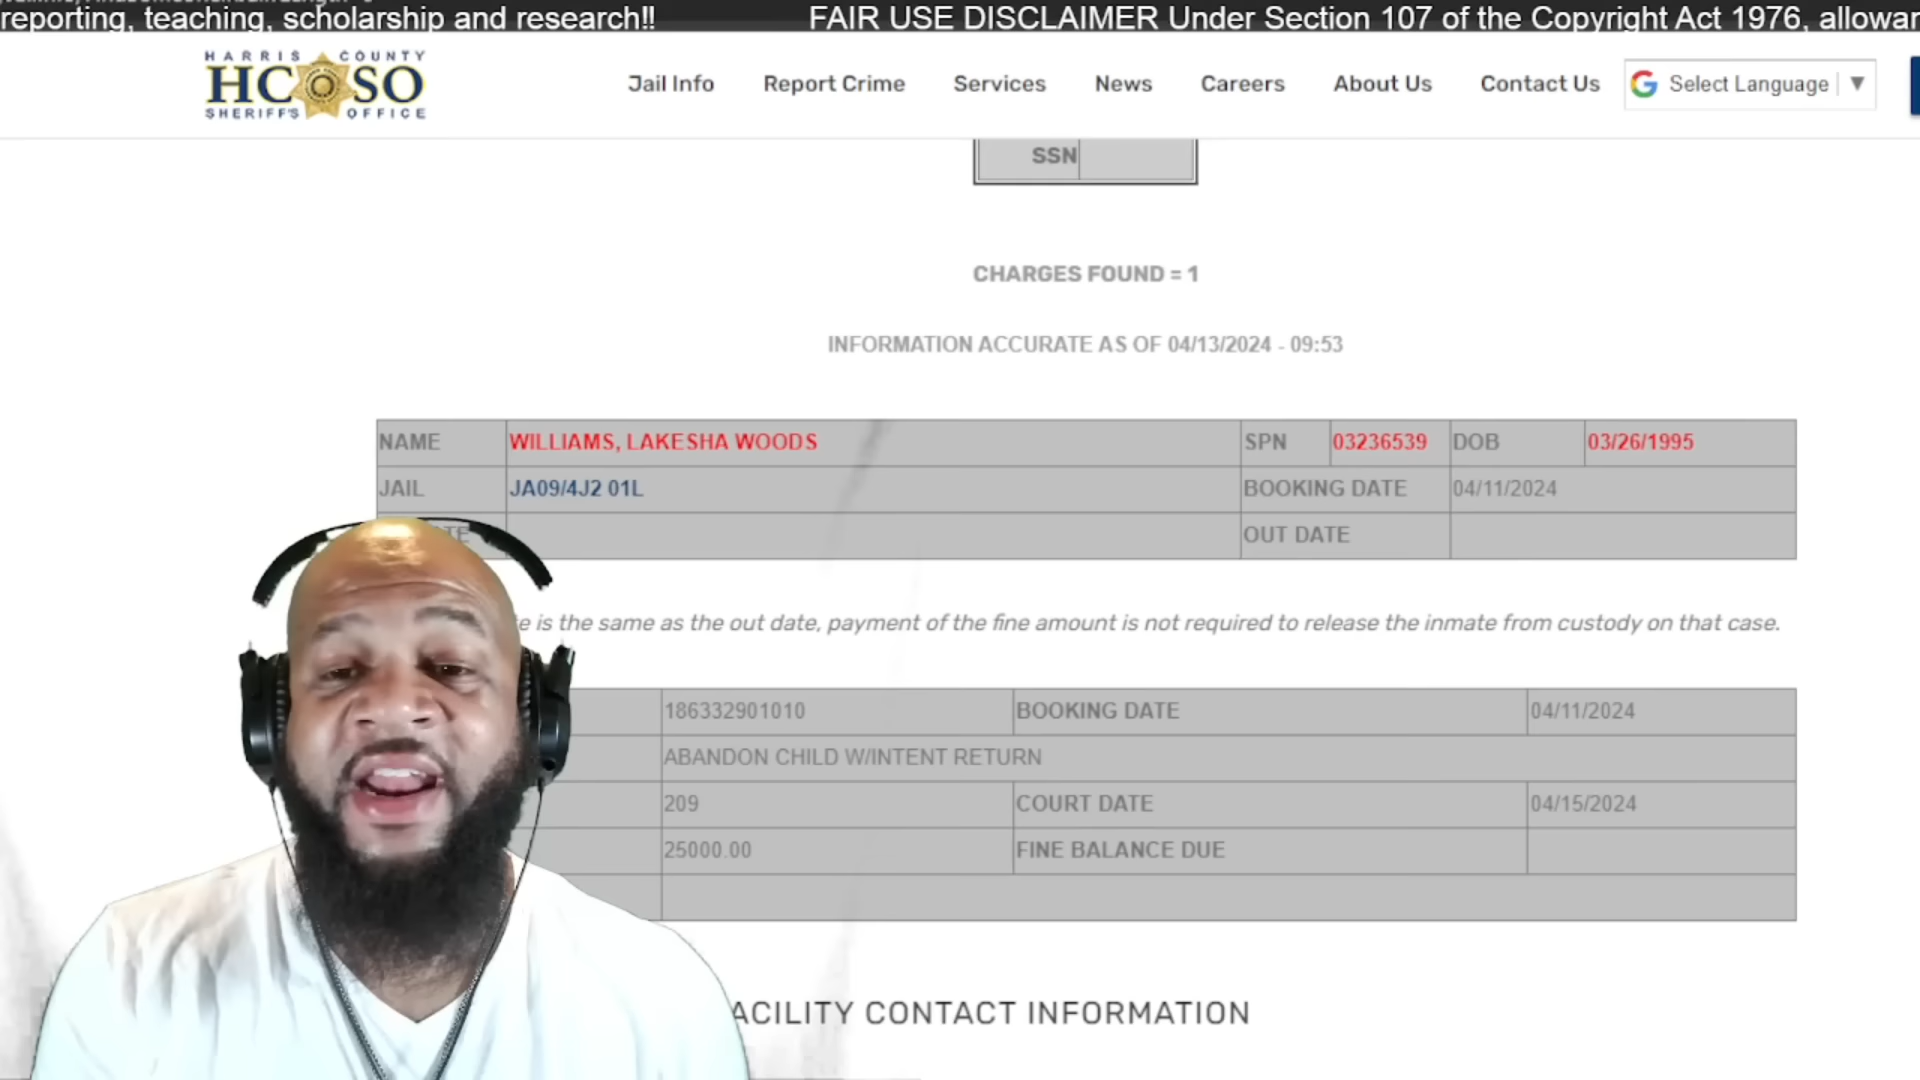 reporting, teaching, scholarship and research!! FAIR USE DISCLAIMER Under Section 107 of the Copyright Act 1976, allowan
HARRIS COUNTY
HCSO
SHERIFF'S OFFICE
Jail Info Report Crime Services News Careers About Us Contact Us Select Language ▼
SSN
CHARGES FOUND = 1
INFORMATION ACCURATE AS OF 04/13/2024 - 09:53
NAME WILLIAMS, LAKESHA WOODS SPN 03236539 DOB 03/26/1995
JAIL JA09/4J2 01L BOOKING DATE 04/11/2024
OUT DATE
is the same as the out date, payment of the fine amount is not required to release the inmate from custody on that case.
186332901010 BOOKING DATE 04/11/2024
ABANDON CHILD W/INTENT RETURN
209 COURT DATE 04/15/2024
25000.00 FINE BALANCE DUE
ACILITY CONTACT INFORMATION